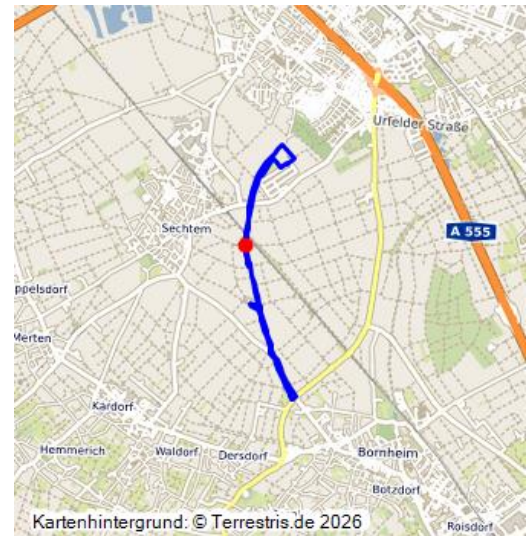 Urfelder Straße
Sechtem
A 555
ppelsdorf
Merten
Kardorf
Hemmerich
Waldorf
Dersdorf
Bornheim
Botzdorf
Roisdorf
Kartenhintergrund: © Terrestris.de 2026